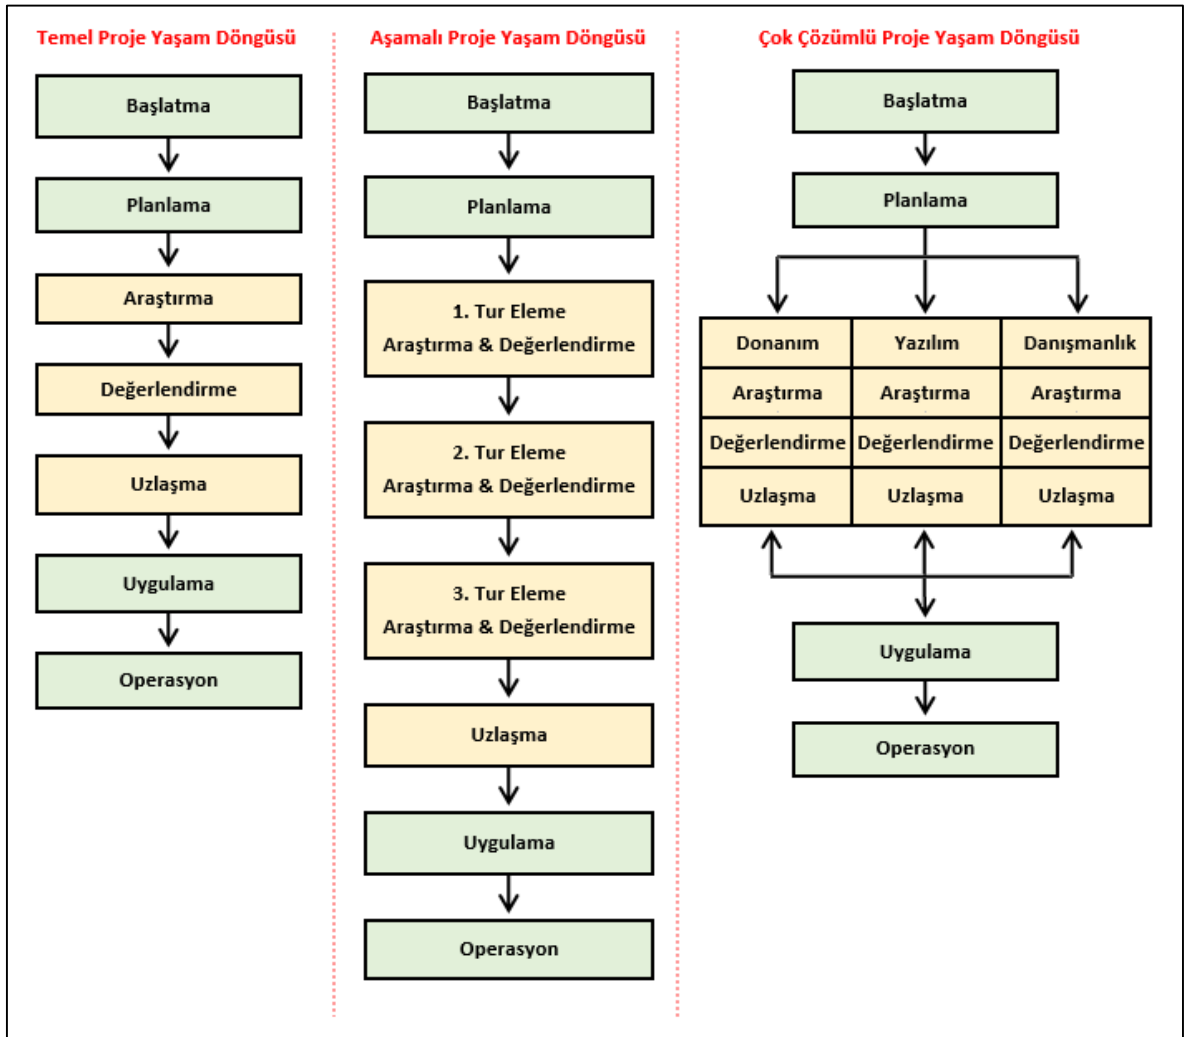 Temel Proje Yaşam Döngüsü
Başlatma
Planlama
Araştırma
Değerlendirme
Uzlaşma
Uygulama
Operasyon
Aşamalı Proje Yaşam Döngüsü
Başlatma
Planlama
1. Tur Eleme
Araştırma & Değerlendirme
2. Tur Eleme
Araştırma & Değerlendirme
3. Tur Eleme
Araştırma & Değerlendirme
Uzlaşma
Uygulama
Operasyon
Çok Çözümlü Proje Yaşam Döngüsü
Başlatma
Planlama
Donanım Yazılım Danışmanlık
Araştırma Araştırma Araştırma
Değerlendirme Değerlendirme Değerlendirme
Uzlaşma Uzlaşma Uzlaşma
Uygulama
Operasyon